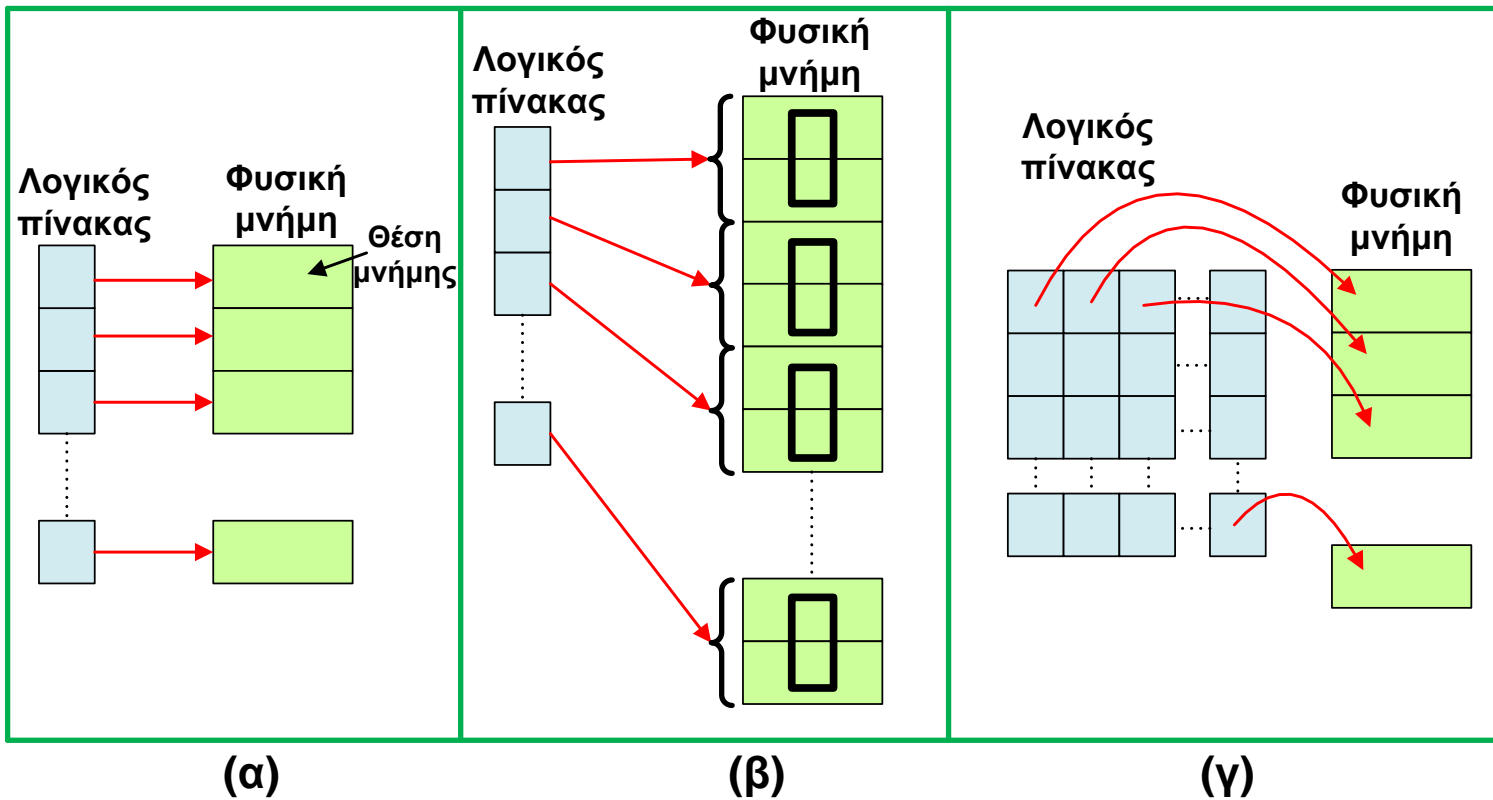 Λογικός
πίνακας
Φυσική
μνήμη
Θέση
μνήμης
(α)
Λογικός
πίνακας
Φυσική
μνήμη
(β)
Λογικός
πίνακας
Φυσική
μνήμη
(γ)